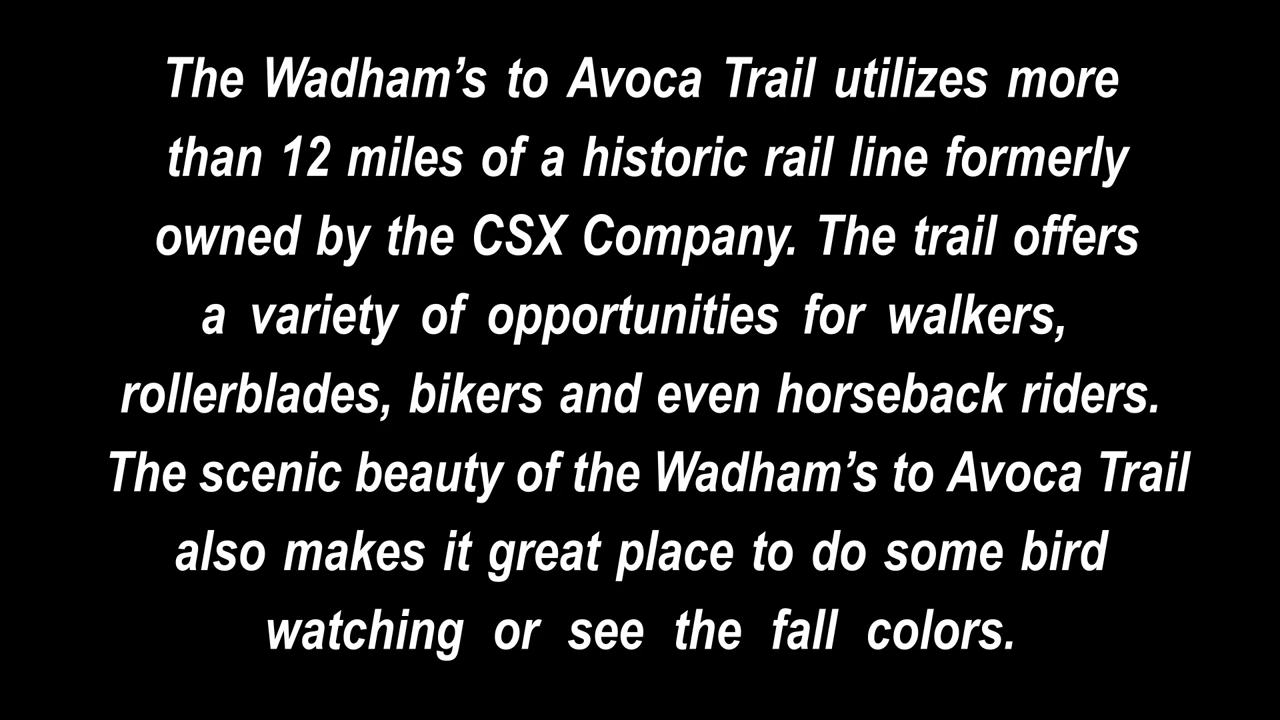 The Wadham’s to Avoca Trail utilizes more
than 12 miles of a historic rail line formerly
owned by the CSX Company. The trail offers
a variety of opportunities for walkers,
rollerblades, bikers and even horseback riders.
The scenic beauty of the Wadham’s to Avoca Trail
also makes it great place to do some bird
watching or see the fall colors.